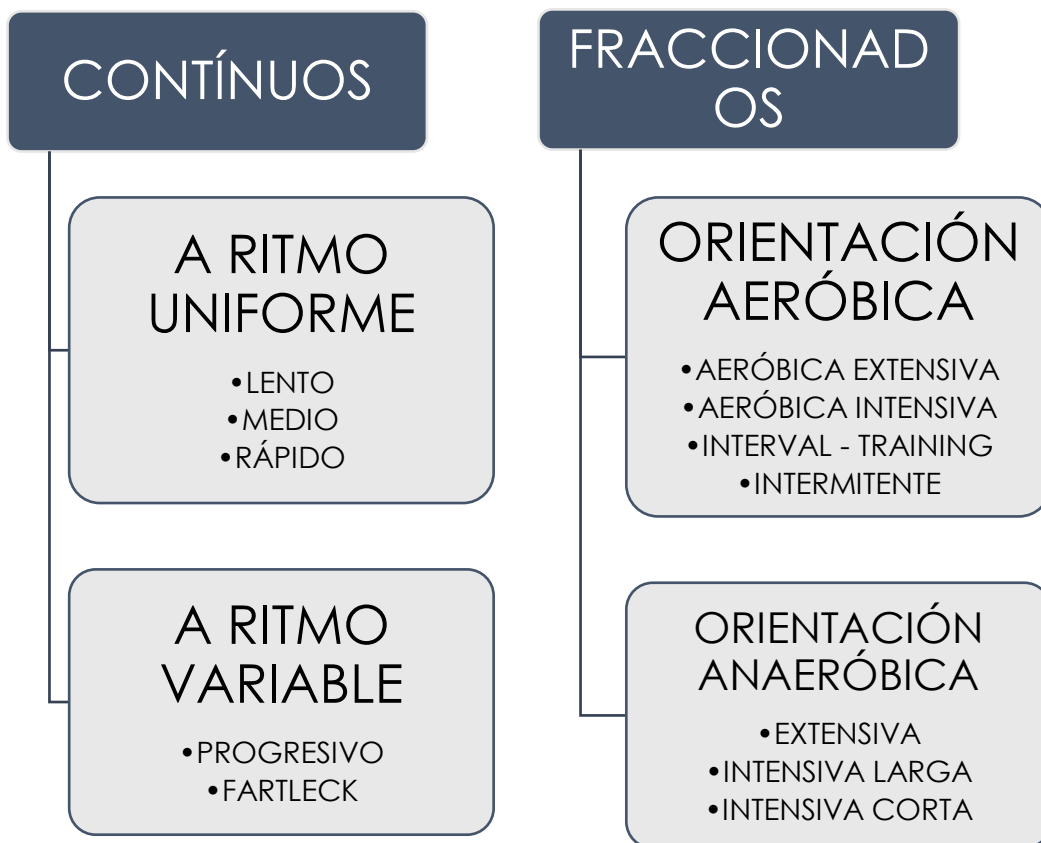 CONTÍNUOS
A RITMO
UNIFORME
•LENTO
•MEDIO
•RÁPIDO
A RITMO
VARIABLE
•PROGRESIVO
•FARTLECK
FRACCIONAD
OS
ORIENTACIÓN
AERÓBICA
•AERÓBICA EXTENSIVA
•AERÓBICA INTENSIVA
•INTERVAL - TRAINING
•INTERMITENTE
ORIENTACIÓN
ANAERÓBICA
•EXTENSIVA
•INTENSIVA LARGA
•INTENSIVA CORTA